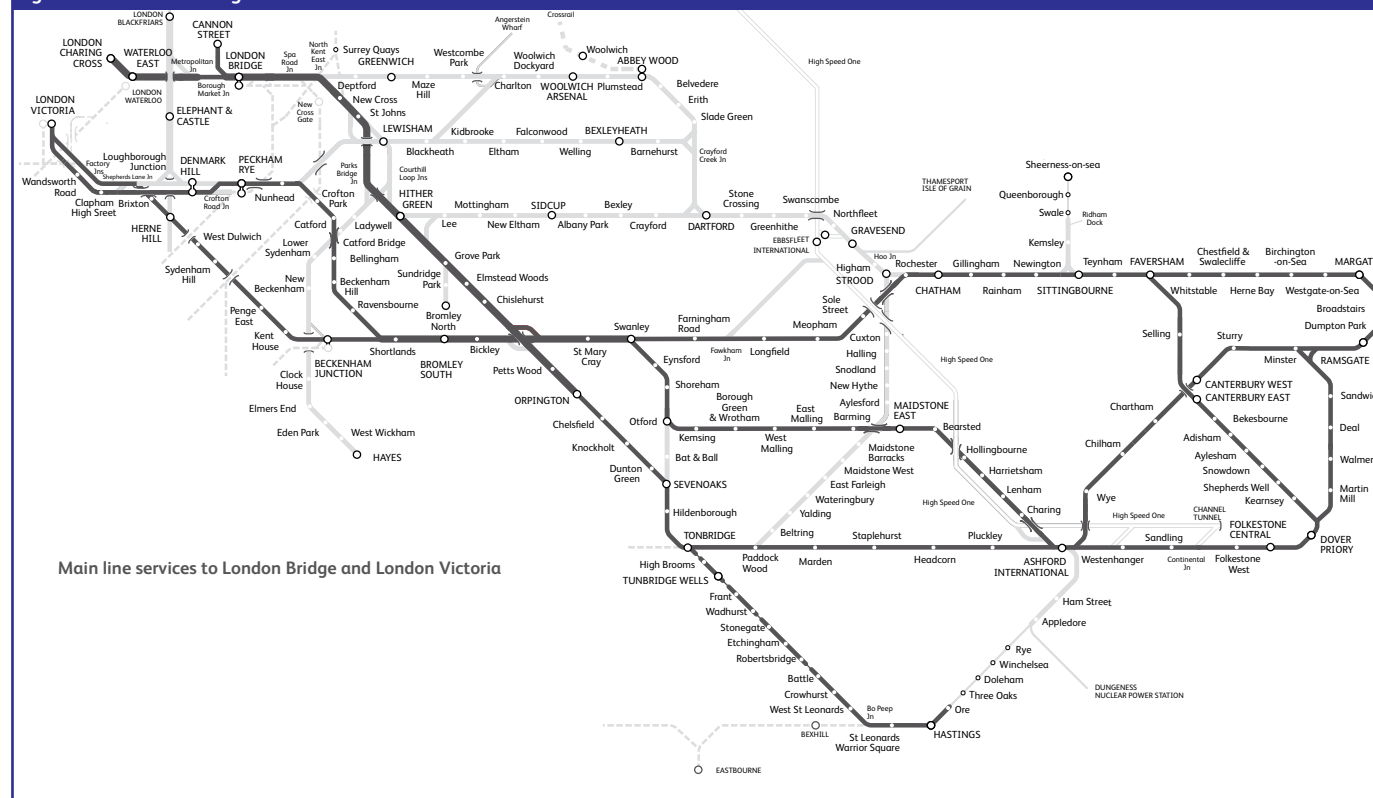 LONDON
BLACKFRIARS
CANNON
STREET
LONDON
CHARING
CROSS
WATERLOO
EAST
Metropolitan
Jn
LONDON
BRIDGE
Borough
Market Jn
Spa
Road
Jn
North
Kent
East
Jn
Surrey Quays
GREENWICH
Deptford
Maze
Hill
Westcombe
Park
Angerstein
Wharf
Charlton
Woolwich
Dockyard
WOOLWICH
ARSENAL
Crossrail
Woolwich
ABBEY WOOD
Plumstead
Belvedere
Erith
Slade Green
High Speed One
LONDON
VICTORIA
LONDON
WATERLOO
ELEPHANT &
CASTLE
New
Cross
Gate
New Cross
St Johns
LEWISHAM
Blackheath
Kidbrooke
Eltham
Falconwood
Welling
BEXLEYHEATH
Barnehurst
Crayford
Creek Jn
Factory
Jns
Shepherds Lane Jn
Loughborough
Junction
DENMARK
HILL
PECKHAM
RYE
Parks
Bridge
Jn
Courthill
Loop Jns
Wandsworth
Road
Clapham
High Sreet
Brixton
Crofton
Road Jn
Nunhead
Crofton
Park
HITHER
GREEN
Mottingham
Lee
New Eltham
SIDCUP
Albany Park
Bexley
Crayford
DARTFORD
Stone
Crossing
Greenhithe
Swanscombe
Northfleet
EBBSFLEET
INTERNATIONAL
GRAVESEND
THAMESPORT
ISLE OF GRAIN
Hoo Jn
Higham
STROOD
Rochester
CHATHAM
Gillingham
Rainham
Newington
SITTINGBOURNE
Sheerness-on-sea
Queenborough
Swale
Ridham
Dock
Kemsley
Teynham
FAVERSHAM
Whitstable
Chestfield &
Swalecliffe
Herne Bay
Birchington
-on-Sea
Westgate-on-Sea
MARGAT
Broadstairs
Dumpton Park
RAMSGATE
HERNE
HILL
West Dulwich
Sydenham
Hill
Penge
East
Kent
House
Catford
Ladywell
Catford Bridge
Lower
Sydenham
Bellingham
New
Beckenham
Beckenham
Hill
Ravensbourne
Sundridge
Park
Bromley
North
Grove Park
Elmstead Woods
Chislehurst
BECKENHAM
JUNCTION
Shortlands
BROMLEY
SOUTH
Bickley
Petts Wood
St Mary
Cray
Swanley
Farningham
Road
Fawkham
Jn
Longfield
Meopham
Sole
Street
Cuxton
Halling
Snodland
New Hythe
Aylesford
Barming
MAIDSTONE
EAST
High Speed One
Clock
House
Elmers End
Eden Park
West Wickham
HAYES
ORPINGTON
Chelsfield
Knockholt
Dunton
Green
Eynsford
Shoreham
Otford
Kemsing
Borough
Green
& Wrotham
West
Malling
East
Malling
Maidstone
Barracks
Maidstone West
East Farleigh
Wateringbury
Yalding
Beltring
Bearsted
Hollingbourne
Harrietsham
Lenham
Charing
High Speed One
Bat & Ball
SEVENOAKS
Hildenborough
TONBRIDGE
High Brooms
TUNBRIDGE WELLS
Paddock
Wood
Marden
Staplehurst
Headcorn
Pluckley
ASHFORD
INTERNATIONAL
Selling
Sturry
Minster
CANTERBURY WEST
CANTERBURY EAST
Chartham
Chilham
Wye
Bekesbourne
Adisham
Aylesham
Snowdown
Shepherds Well
Kearnsey
Sandwi
Deal
Walmer
Martin
Mill
High Speed One
CHANNEL
TUNNEL
Westenhanger
Sandling
Continental
Jn
Folkestone
West
FOLKESTONE
CENTRAL
DOVER
PRIORY
Main line services to London Bridge and London Victoria
Frant
Wadhurst
Stonegate
Etchingham
Robertsbridge
Battle
Crowhurst
West St Leonards
Bo Peep
Jn
St Leonards
Warrior Square
HASTINGS
Ore
Three Oaks
Doleham
Winchelsea
Rye
Appledore
Ham Street
DUNGENESS
NUCLEAR POWER STATION
BEXHILL
EASTBOURNE